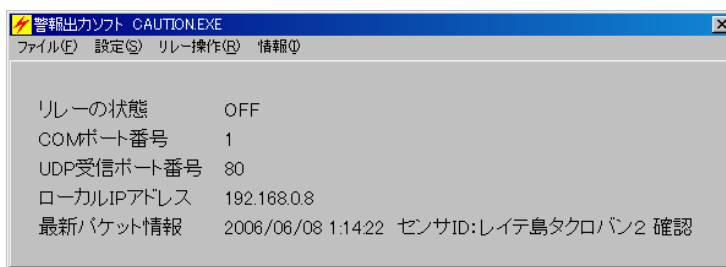 警報出力ソフト CAUTION.EXE
ファイル(F) 設定(S) リレー操作(R) 情報(I)
リレーの状態 OFF
COMポート番号 1
UDP受信ポート番号 80
ローカルIPアドレス 192.168.0.8
最新パケット情報 2006/06/08 1:14:22 センサID:レイテ島タクロバン2 確認